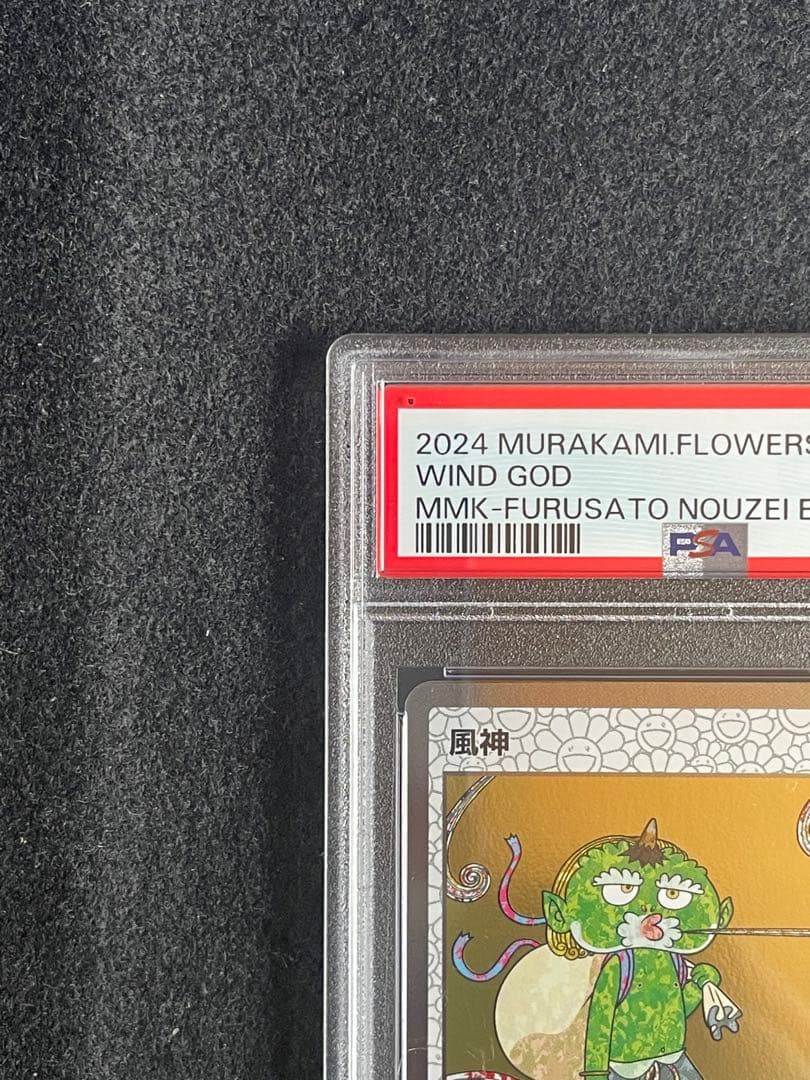 2024 MURAKAMI.FLOWERS
WIND GOD
MMK-FURUSATO NOUZEI E
PSA
風神